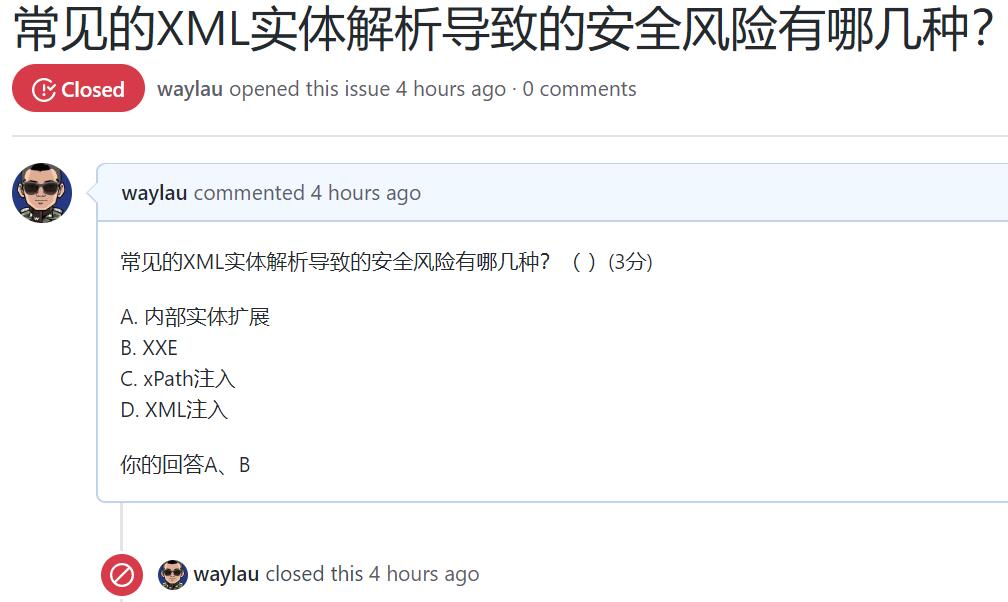 常见的XML实体解析导致的安全风险有哪几种？
Closed
waylau opened this issue 4 hours ago · 0 comments
waylau commented 4 hours ago
常见的XML实体解析导致的安全风险有哪几种？ （ ）(3分)
A. 内部实体扩展
B. XXE
C. xPath注入
D. XML注入
你的回答A、B
waylau closed this 4 hours ago